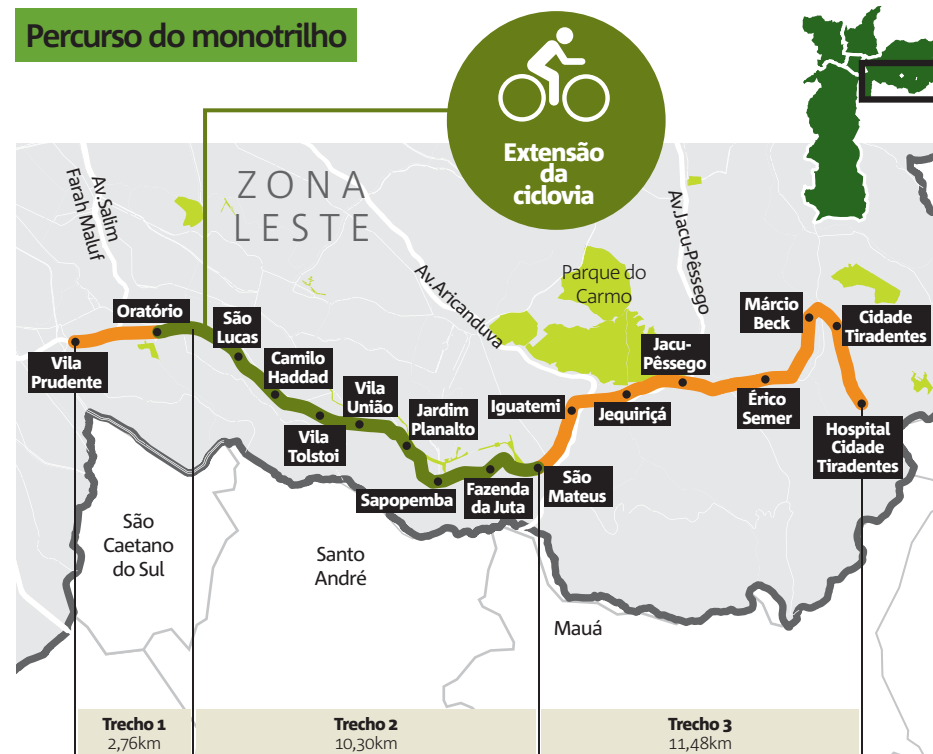 Percurso do monotrilho
Extensão
da
ciclovia
ZONA
LESTE
Av.Salim
Farah Maluf
Av.Aricanduva
Av.Jacu-Pêssego
Parque do
Carmo
Vila
Prudente
Oratório
São
Lucas
Camilo
Haddad
Vila
Tolstoi
Vila
União
Jardim
Planalto
Sapopemba
Fazenda
da Juta
São
Mateus
Iguatemi
Jequiriçá
Jacu-
Pêssego
Érico
Semer
Márcio
Beck
Cidade
Tiradentes
Hospital
Cidade
Tiradentes
São
Caetano
do Sul
Santo
André
Mauá
Trecho 1
2,76km
Trecho 2
10,30km
Trecho 3
11,48km